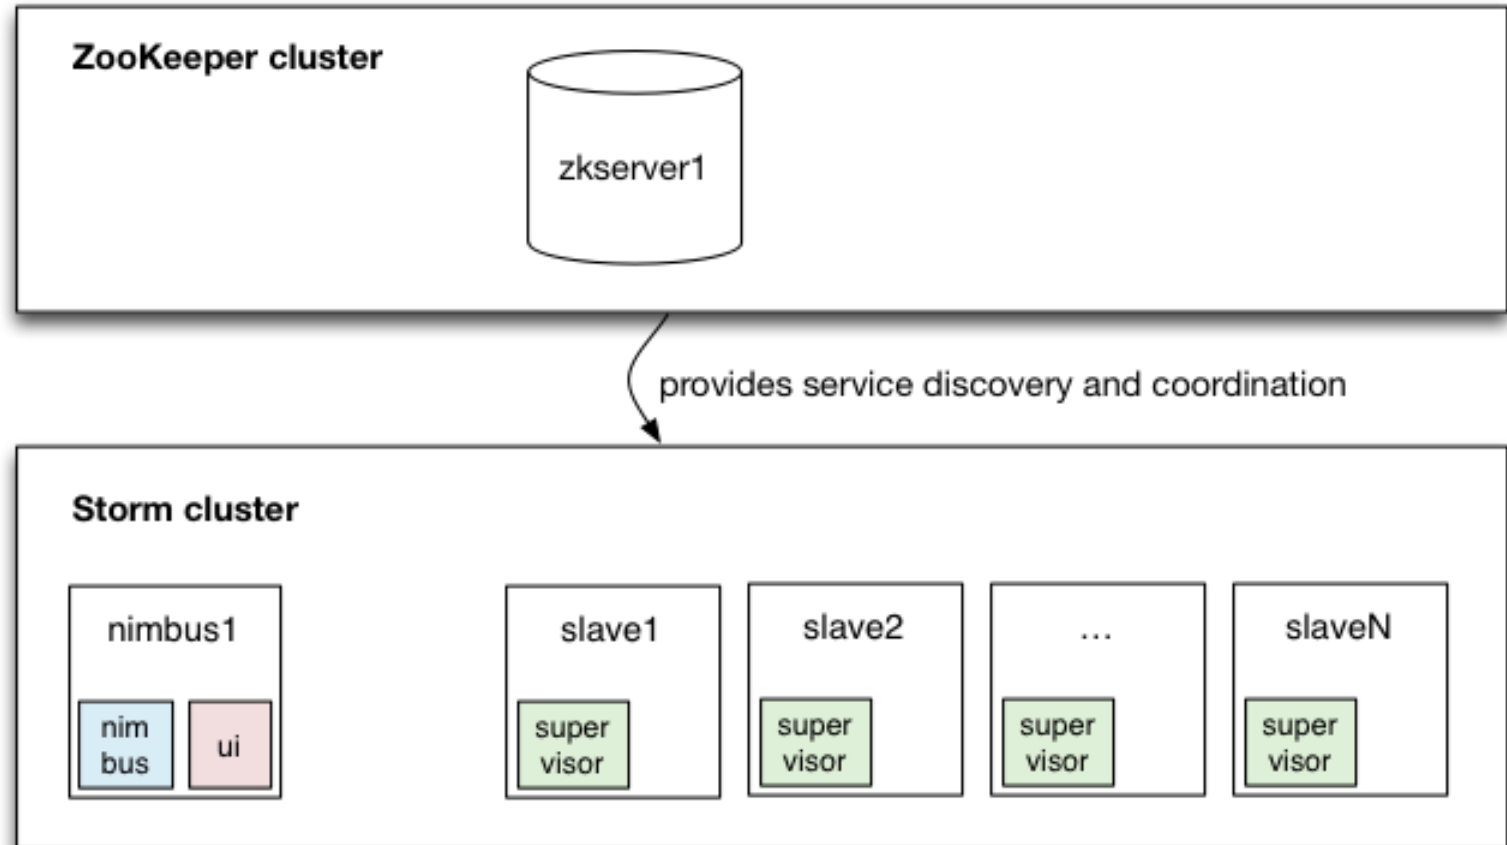 ZooKeeper cluster
zkserver1
provides service discovery and coordination
Storm cluster
nimbus1
nim
bus
ui
slave1
super
visor
slave2
super
visor
...
super
visor
slaveN
super
visor